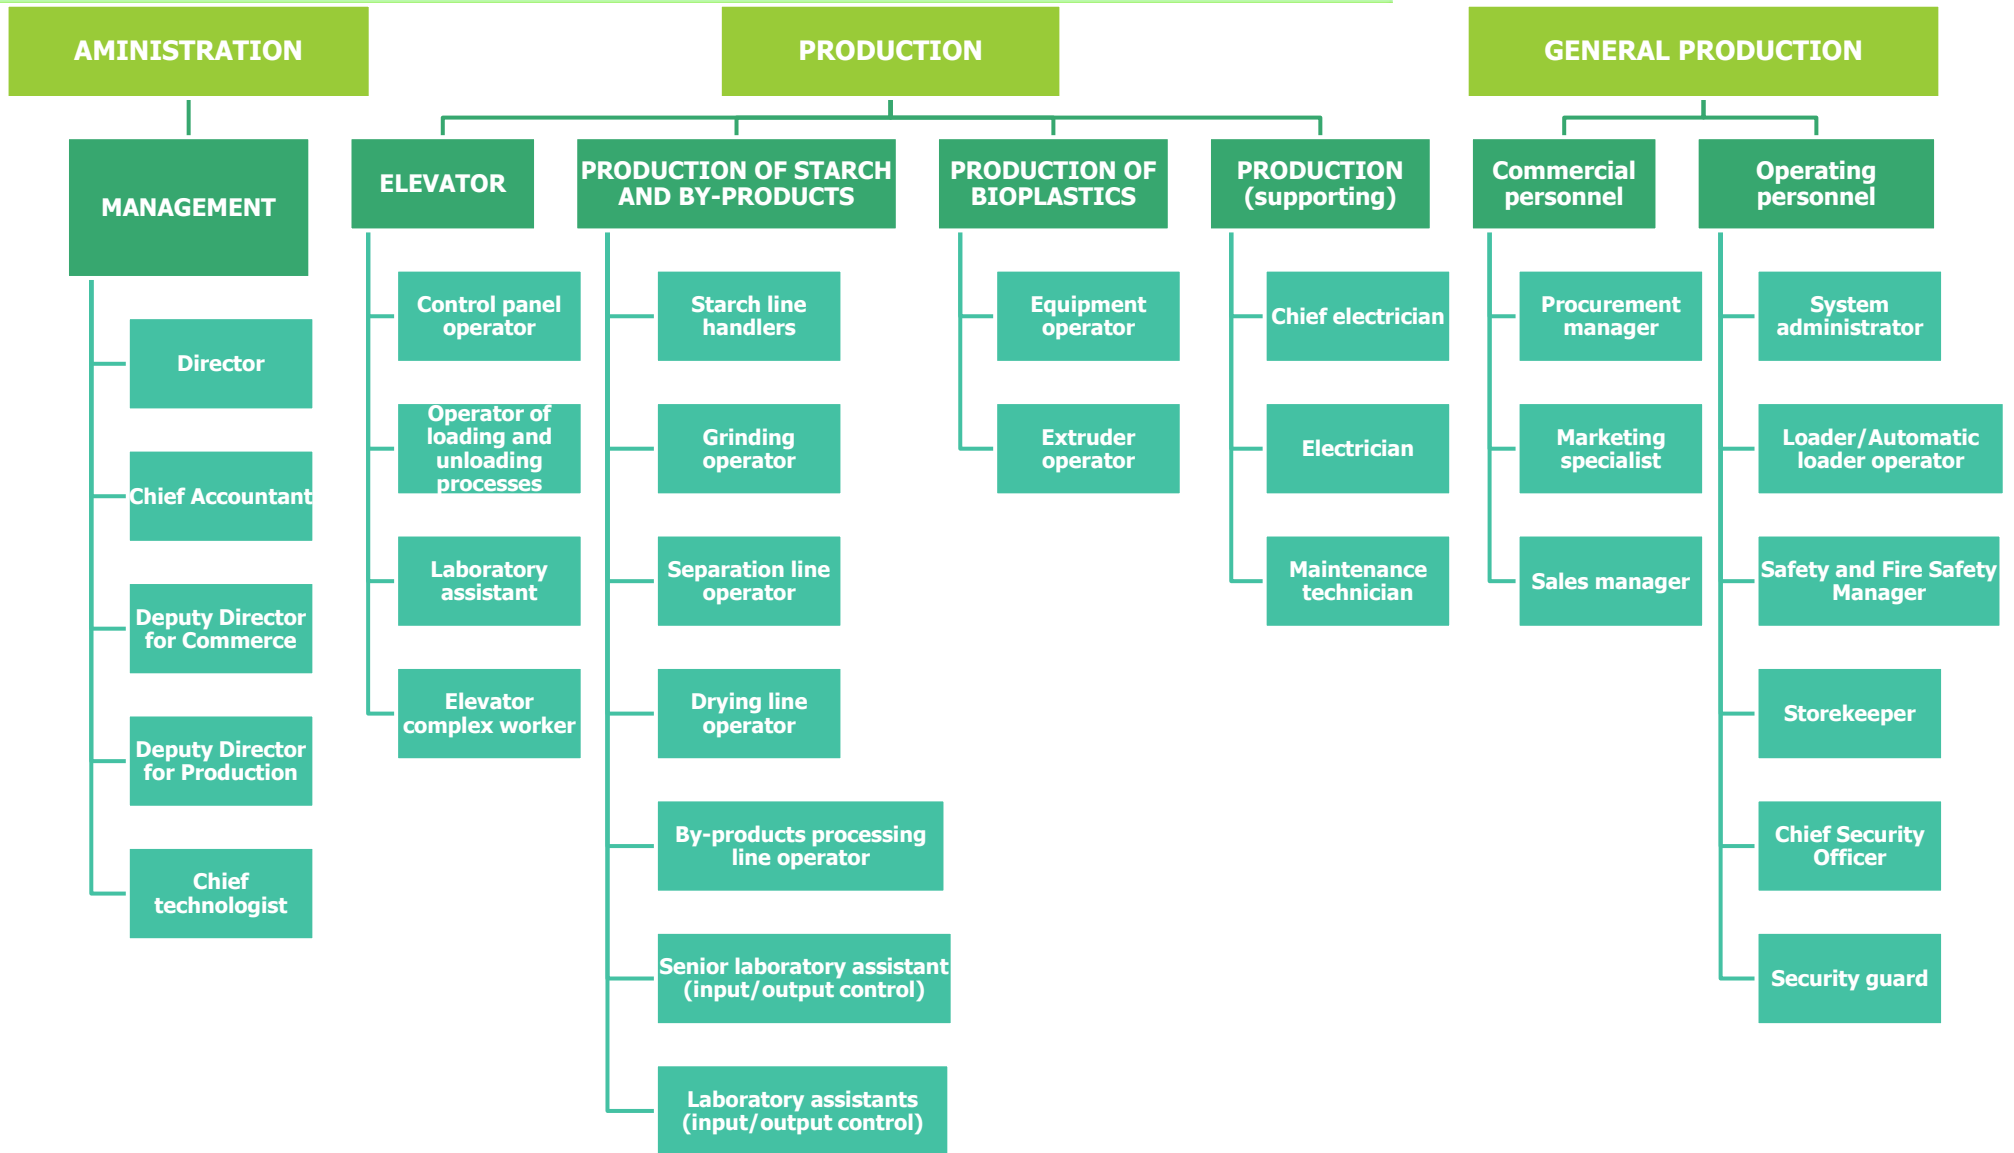 AMINISTRATION
MANAGEMENT
Director
Chief Accountant
Deputy Director
for Commerce
Deputy Director
for Production
Chief
technologist
PRODUCTION
ELEVATOR
Control panel
operator
Operator of
loading and
unloading
processes
Laboratory
assistant
Elevator
complex worker
PRODUCTION OF STARCH
AND BY-PRODUCTS
Starch line
handlers
Grinding
operator
Separation line
operator
Drying line
operator
By-products processing
line operator
Senior laboratory assistant
(input/output control)
Laboratory assistants
(input/output control)
PRODUCTION OF
BIOPLASTICS
Equipment
operator
Extruder
operator
PRODUCTION
(supporting)
Chief electrician
Electrician
Maintenance
technician
GENERAL PRODUCTION
Commercial
personnel
Procurement
manager
Marketing
specialist
Sales manager
Operating
personnel
System
administrator
Loader/Automatic
loader operator
Safety and Fire Safety
Manager
Storekeeper
Chief Security
Officer
Security guard